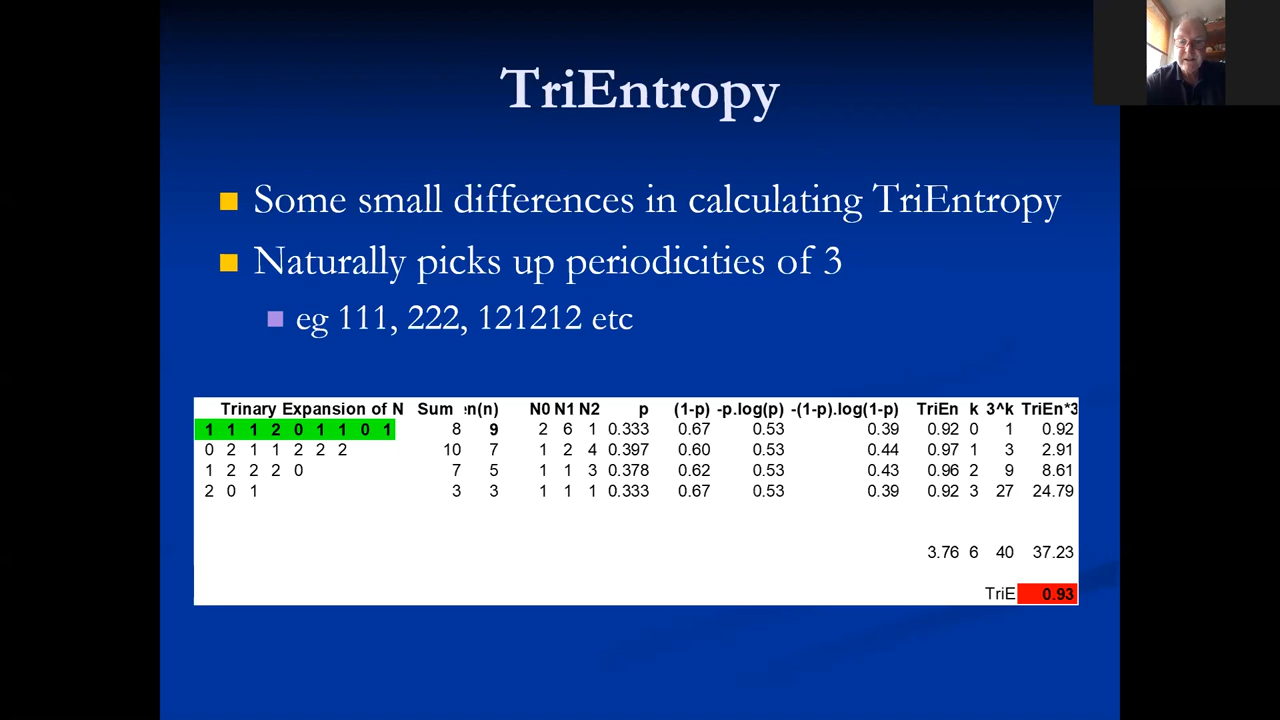 TriEntropy
Some small differences in calculating TriEntropy
Naturally picks up periodicities of 3
eg 111, 222, 121212 etc
Trinary Expansion of N Sum en(n) N0 N1 N2 p (1-p) -p.log(p) -(1-p).log(1-p) TriEn k 3^k TriEn*3
1 1 1 2 0 1 1 0 1 8 9 2 6 1 0.333 0.67 0.53 0.39 0.92 0 1 0.92
0 2 1 1 2 2 2 10 7 1 2 4 0.397 0.60 0.53 0.44 0.97 1 3 2.91
1 2 2 2 0 7 5 1 1 3 0.378 0.62 0.53 0.43 0.96 2 9 8.61
2 0 1 3 3 1 1 1 0.333 0.67 0.53 0.39 0.92 3 27 24.79
3.76 6 40 37.23
TriE 0.93